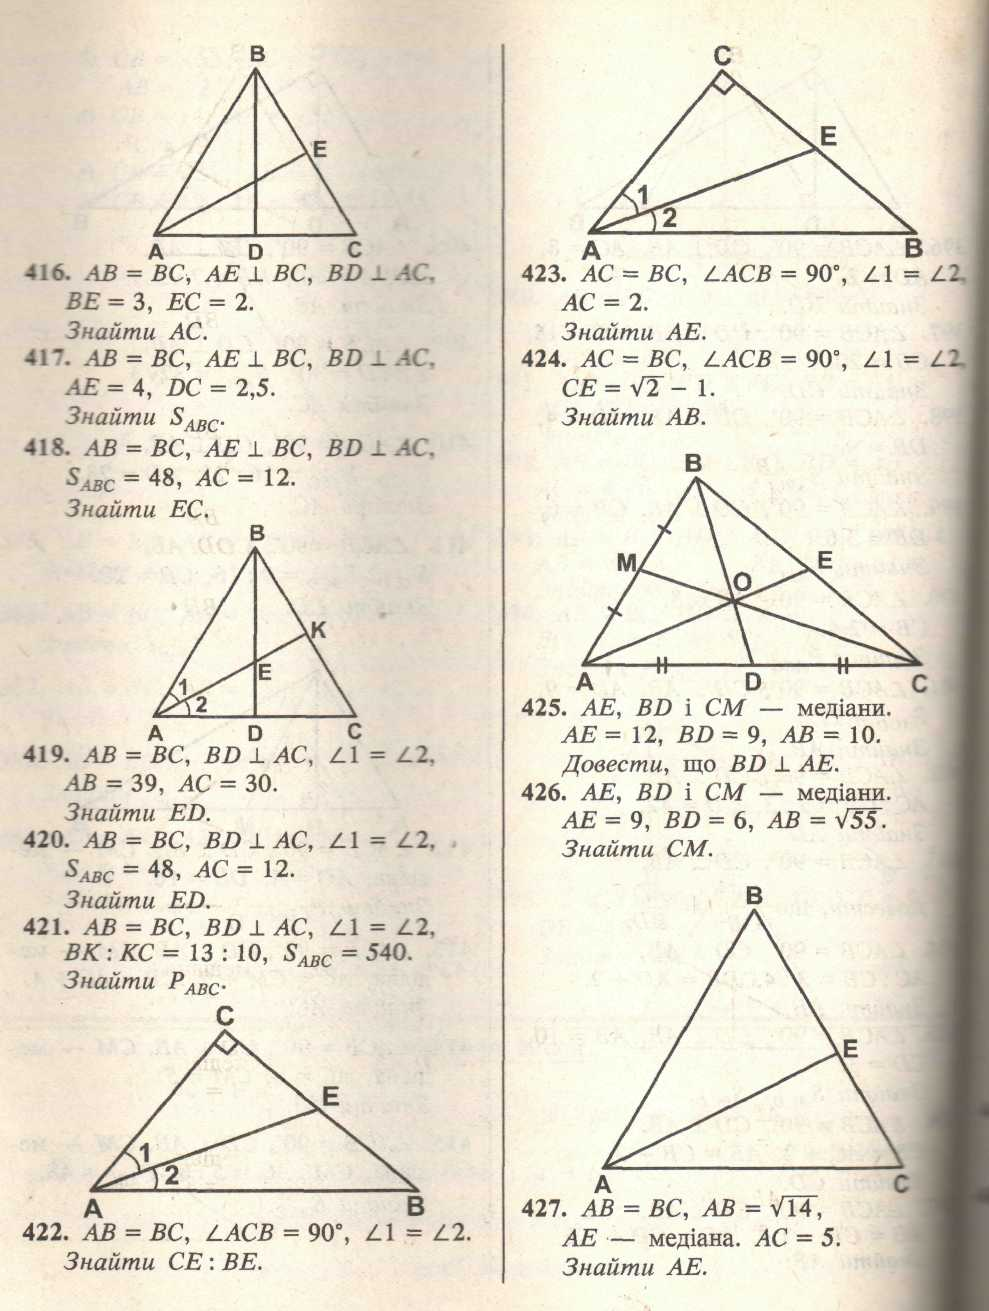 B
E
A
D
C
416. AB = BC, AE ⊥ BC, BD ⊥ AC,
BE = 3, EC = 2.
Знайти AC.
417. AB = BC, AE ⊥ BC, BD ⊥ AC,
AE = 4, DC = 2,5.
Знайти S_ABC.
418. AB = BC, AE ⊥ BC, BD ⊥ AC,
S_ABC = 48, AC = 12.
Знайти EC.
B
K
E
1
2
A
D
C
419. AB = BC, BD ⊥ AC, ∠1 = ∠2,
AB = 39, AC = 30.
Знайти ED.
420. AB = BC, BD ⊥ AC, ∠1 = ∠2,
S_ABC = 48, AC = 12.
Знайти ED.
421. AB = BC, BD ⊥ AC, ∠1 = ∠2,
BK : KC = 13 : 10, S_ABC = 540.
Знайти P_ABC.
C
E
1
2
A
B
422. AB = BC, ∠ACB = 90°, ∠1 = ∠2.
Знайти CE : BE.
C
E
1
2
A
B
423. AC = BC, ∠ACB = 90°, ∠1 = ∠2,
AC = 2.
Знайти AE.
424. AC = BC, ∠ACB = 90°, ∠1 = ∠2,
CE = √2 − 1.
Знайти AB.
B
M
E
O
A
D
C
425. AE, BD і CM — медіани.
AE = 12, BD = 9, AB = 10.
Довести, що BD ⊥ AE.
426. AE, BD і CM — медіани.
AE = 9, BD = 6, AB = √55.
Знайти CM.
B
E
A
C
427. AB = BC, AB = √14,
AE — медіана. AC = 5.
Знайти AE.